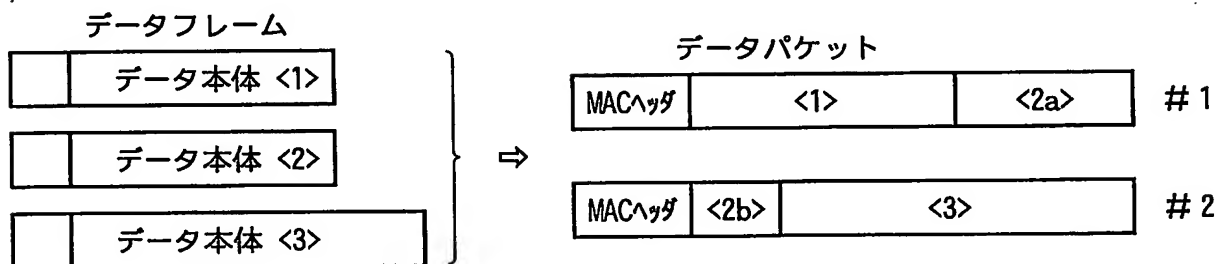 データフレーム
データ本体 <1>
データ本体 <2>
データ本体 <3>
⇨
データパケット
MACヘッダ <1> <2a> #1
MACヘッダ <2b> <3> #2